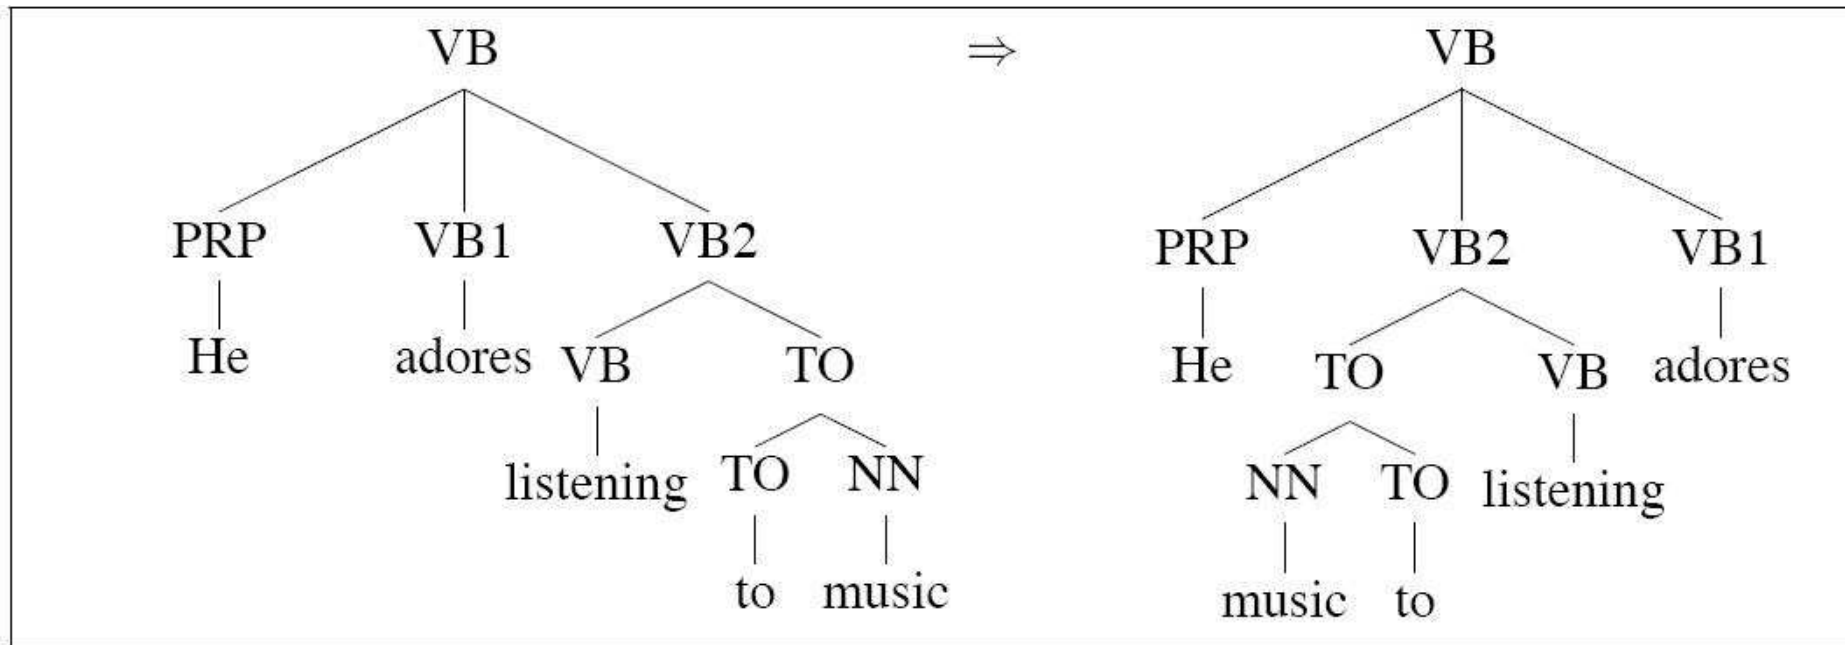 VB ⇒ VB
PRP VB1 VB2 PRP VB2 VB1
He adores VB TO He TO VB adores
listening TO NN NN TO listening
to music music to